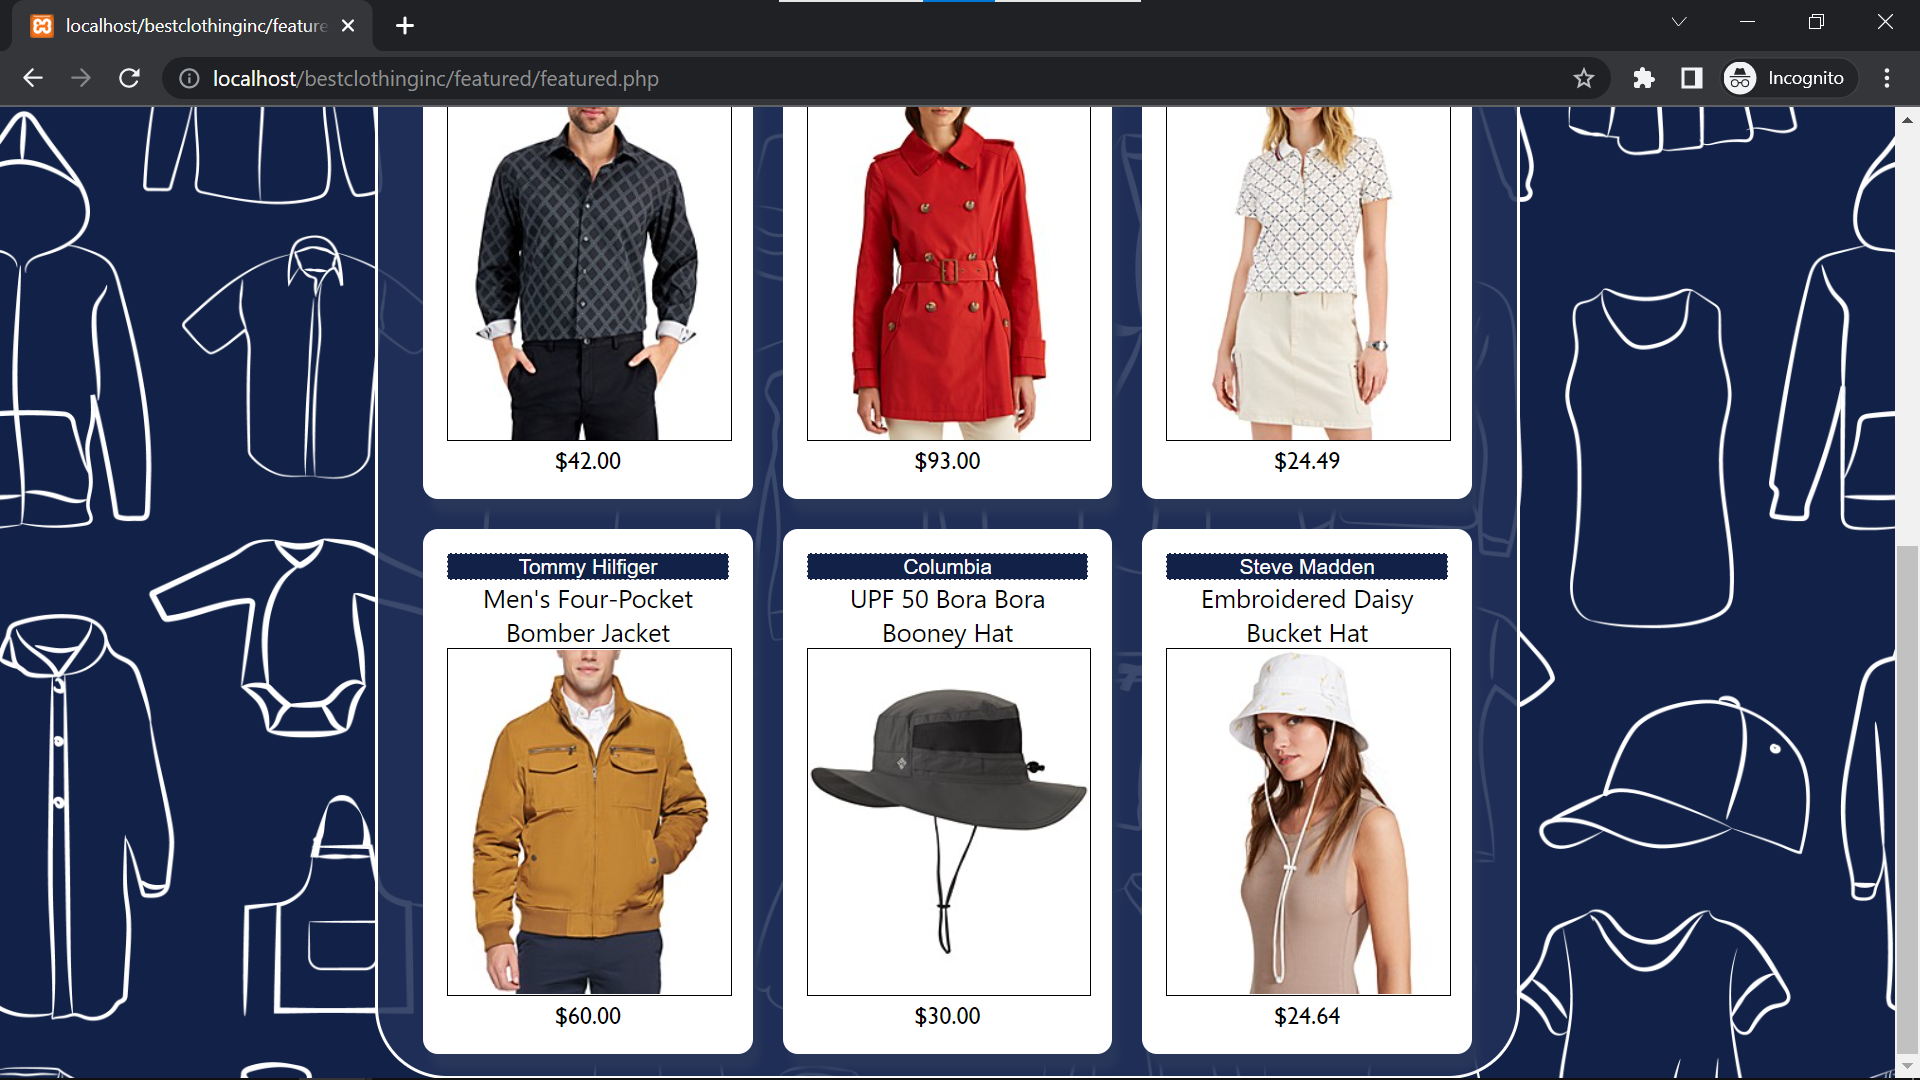 localhost/bestclothinginc/feature
localhost/bestclothinginc/featured/featured.php
Incognito
$42.00
$93.00
$24.49
Tommy Hilfiger
Men's Four-Pocket
Bomber Jacket
$60.00
Columbia
UPF 50 Bora Bora
Booney Hat
$30.00
Steve Madden
Embroidered Daisy
Bucket Hat
$24.64